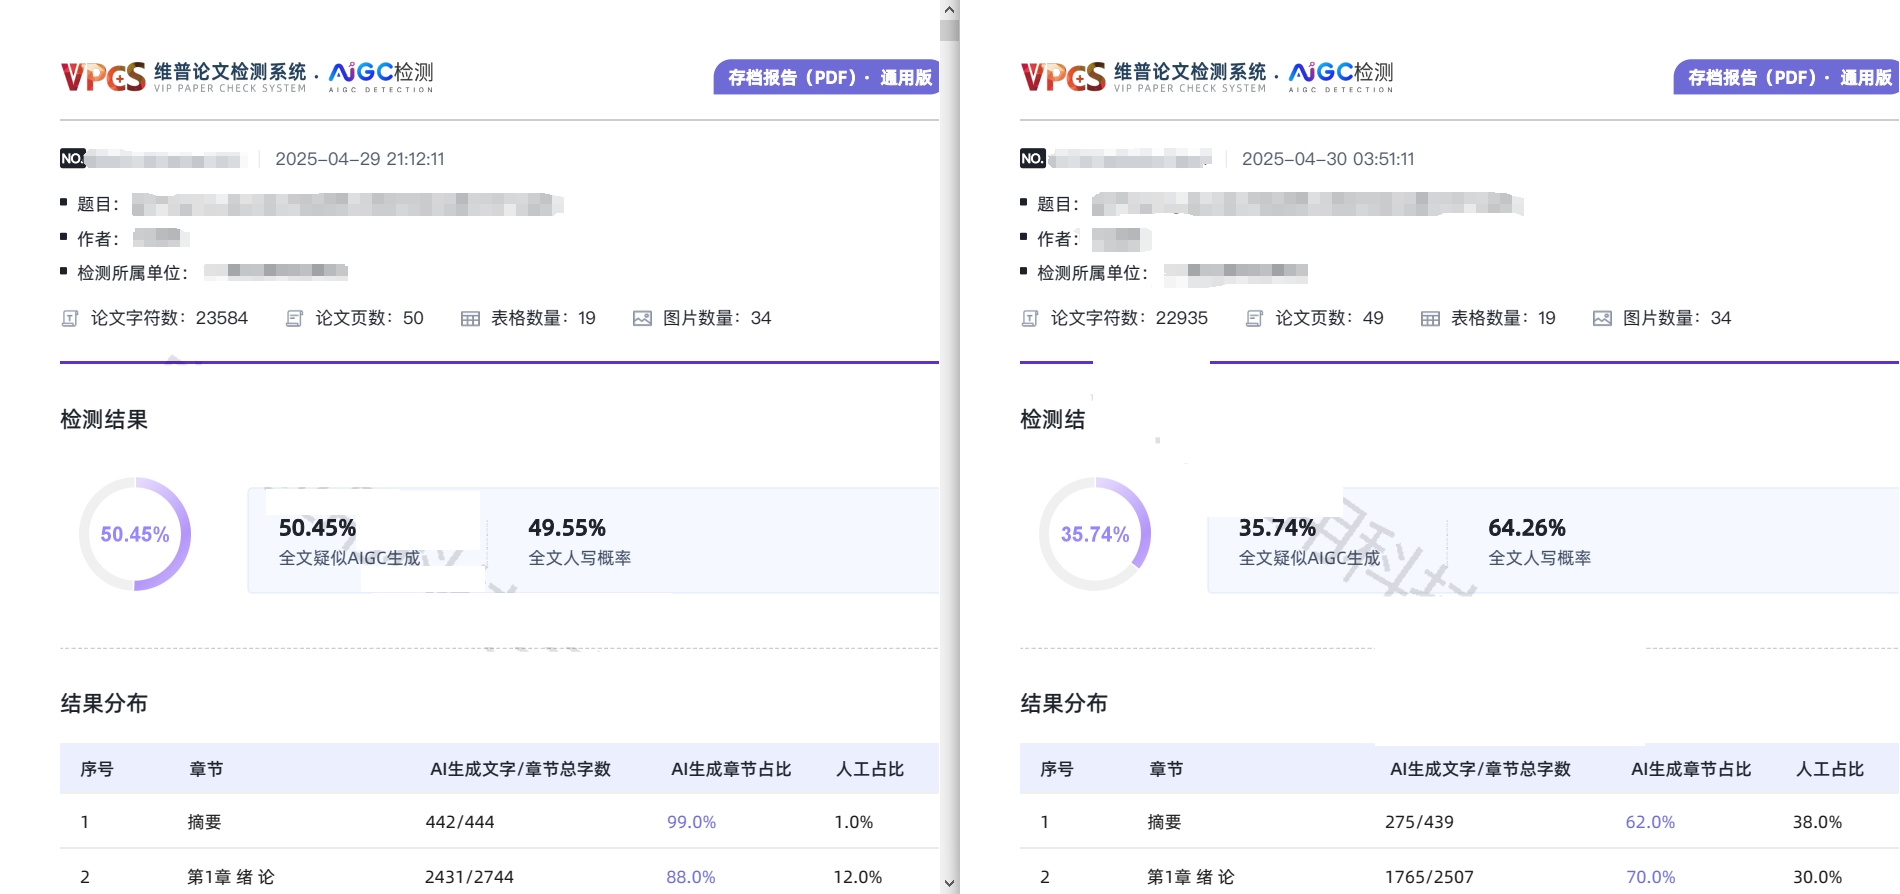 VPCS 维普论文检测系统 · AIGC检测
VIP PAPER CHECK SYSTEM AIGC DETECTION
存档报告（PDF）· 通用版
NO. 2025-04-29 21:12:11
题目：
作者：
检测所属单位：
论文字符数：23584 论文页数：50 表格数量：19 图片数量：34
检测结果
50.45%
50.45% 49.55%
全文疑似AIGC生成 全文人写概率
结果分布
序号 章节 AI生成文字/章节总字数 AI生成章节占比 人工占比
1 摘要 442/444 99.0% 1.0%
2 第1章 绪 论 2431/2744 88.0% 12.0%
VPCS 维普论文检测系统 · AIGC检测
VIP PAPER CHECK SYSTEM AIGC DETECTION
存档报告（PDF）· 通用版
NO. 2025-04-30 03:51:11
题目：
作者：
检测所属单位：
论文字符数：22935 论文页数：49 表格数量：19 图片数量：34
检测结
35.74%
35.74% 64.26%
全文疑似AIGC生成 全文人写概率
结果分布
序号 章节 AI生成文字/章节总字数 AI生成章节占比 人工占比
1 摘要 275/439 62.0% 38.0%
2 第1章 绪 论 1765/2507 70.0% 30.0%